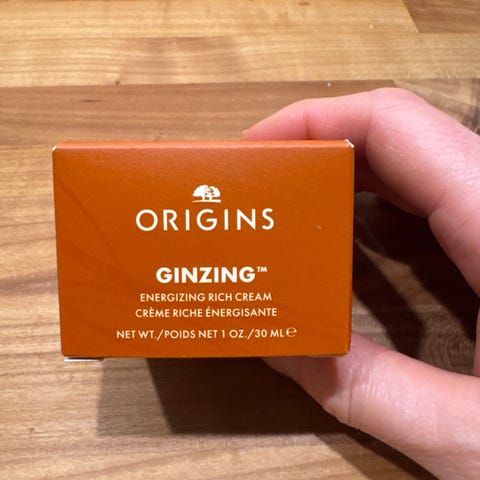 ORIGINS
GINZING™
ENERGIZING RICH CREAM
CRÈME RICHE ÉNERGISANTE
NET WT./POIDS NET 1 OZ./30 ML ℮